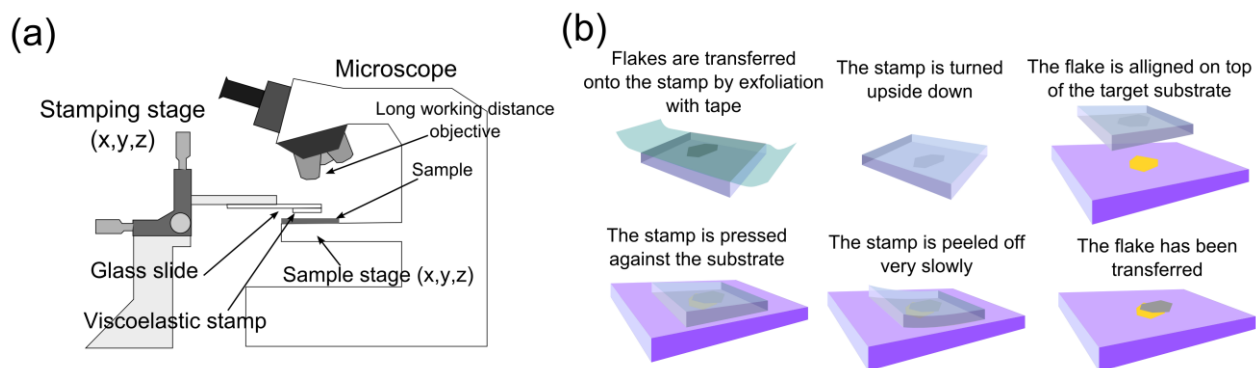 (a)
Microscope
Long working distance
objective
Stamping stage
(x,y,z)
Sample
Glass slide
Sample stage (x,y,z)
Viscoelastic stamp
(b)
Flakes are transferred
onto the stamp by exfoliation
with tape
The stamp is turned
upside down
The flake is alligned on top
of the target substrate
The stamp is pressed
against the substrate
The stamp is peeled off
very slowly
The flake has been
transferred